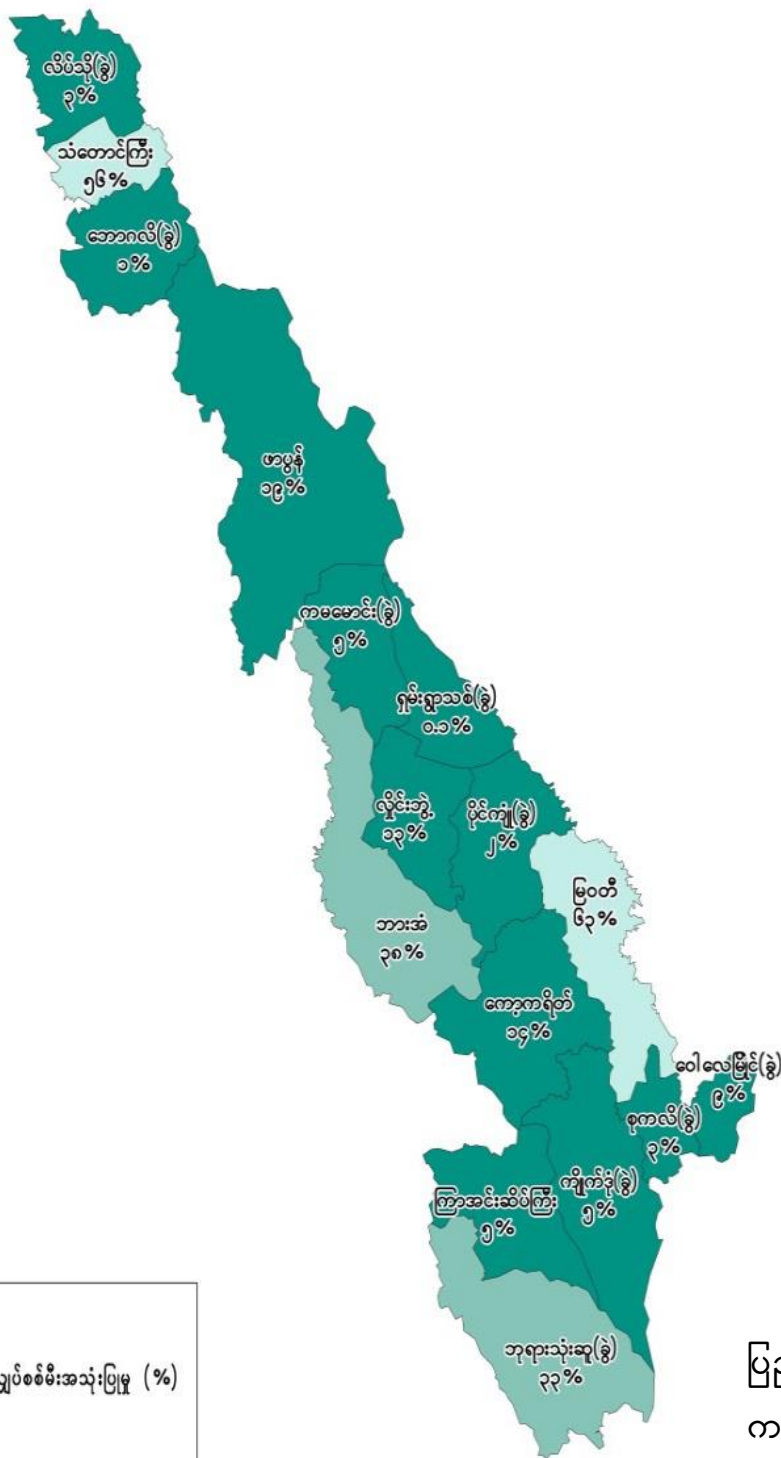 လိပ်သို(ခွဲ)
၃%
သံတောင်ကြီး
၅၆%
ဘောဂလိ(ခွဲ)
၁%
ဖာပွန်
၁၉%
ကမမောင်း(ခွဲ)
၅%
ရှမ်းရွာသစ်(ခွဲ)
၀.၁%
လှိုင်းဘွဲ့
၁၃%
ပိုင်ကျုံ(ခွဲ)
၂%
မြဝတီ
၆၃%
ဘားအံ
၃၈%
ကော့ကရိတ်
၁၄%
ဝေါလေမြိုင်(ခွဲ)
၉%
စုကလိ(ခွဲ)
၃%
ကျိုက်ဒုံ(ခွဲ)
၅%
ကြာအင်းဆိပ်ကြီး
၅%
ဘုရားသုံးဆူ(ခွဲ)
၃၃%
လျှပ်စစ်မီးအသုံးပြုမှု (%)